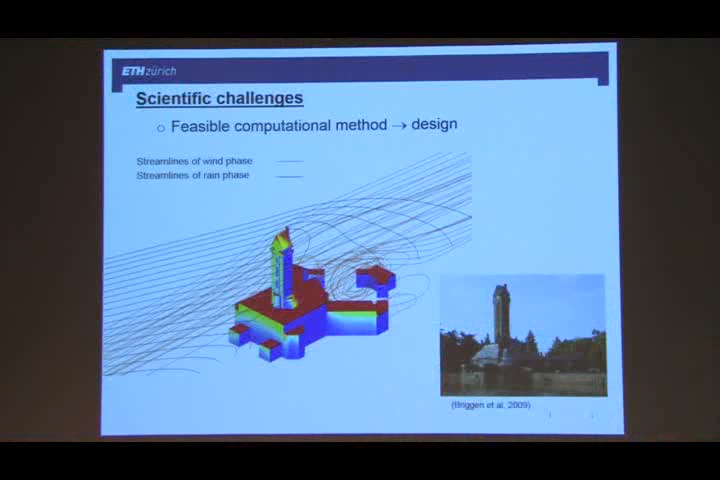 ETH zürich
Scientific challenges
○ Feasible computational method → design
Streamlines of wind phase
Streamlines of rain phase
(Briggen et al. 2009)